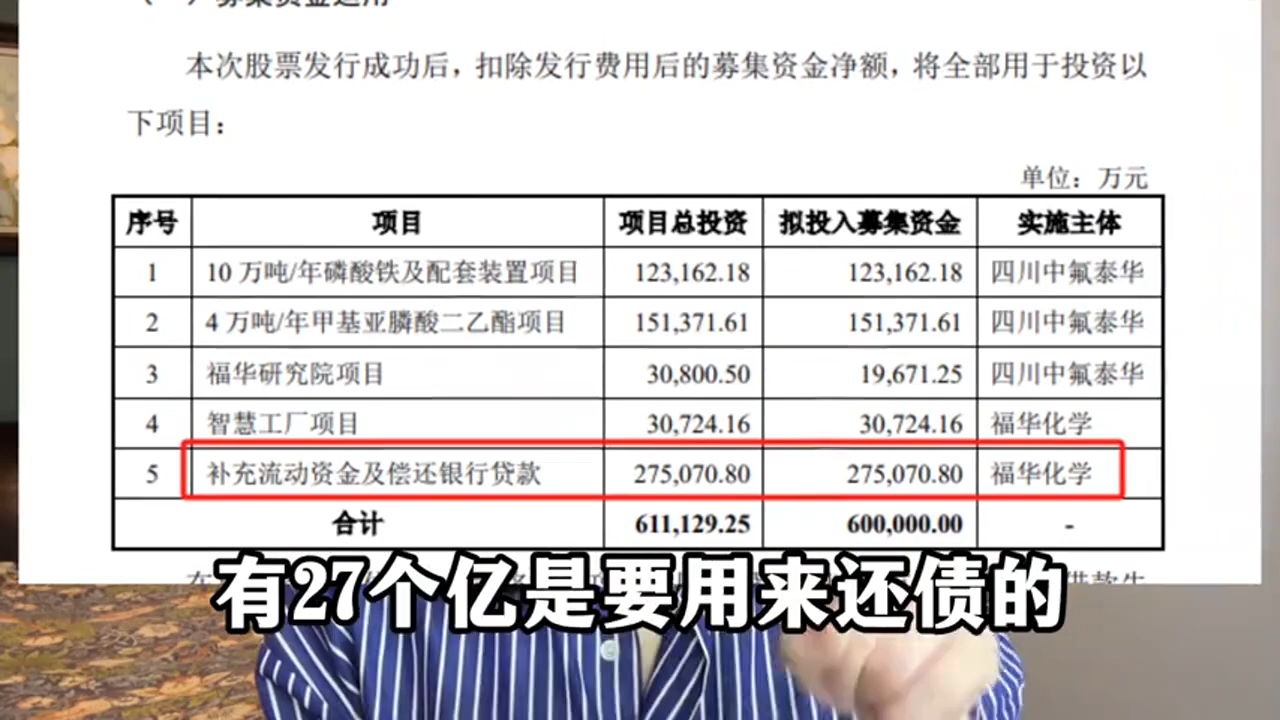 本次股票发行成功后，扣除发行费用后的募集资金净额，将全部用于投资以
下项目：
单位：万元
序号 项目 项目总投资 拟投入募集资金 实施主体
1 10 万吨/年磷酸铁及配套装置项目 123,162.18 123,162.18 四川中氟泰华
2 4 万吨/年甲基亚膦酸二乙酯项目 151,371.61 151,371.61 四川中氟泰华
3 福华研究院项目 30,800.50 19,671.25 四川中氟泰华
4 智慧工厂项目 30,724.16 30,724.16 福华化学
5 补充流动资金及偿还银行贷款 275,070.80 275,070.80 福华化学
合计 611,129.25 600,000.00 -
有27个亿是要用来还债的